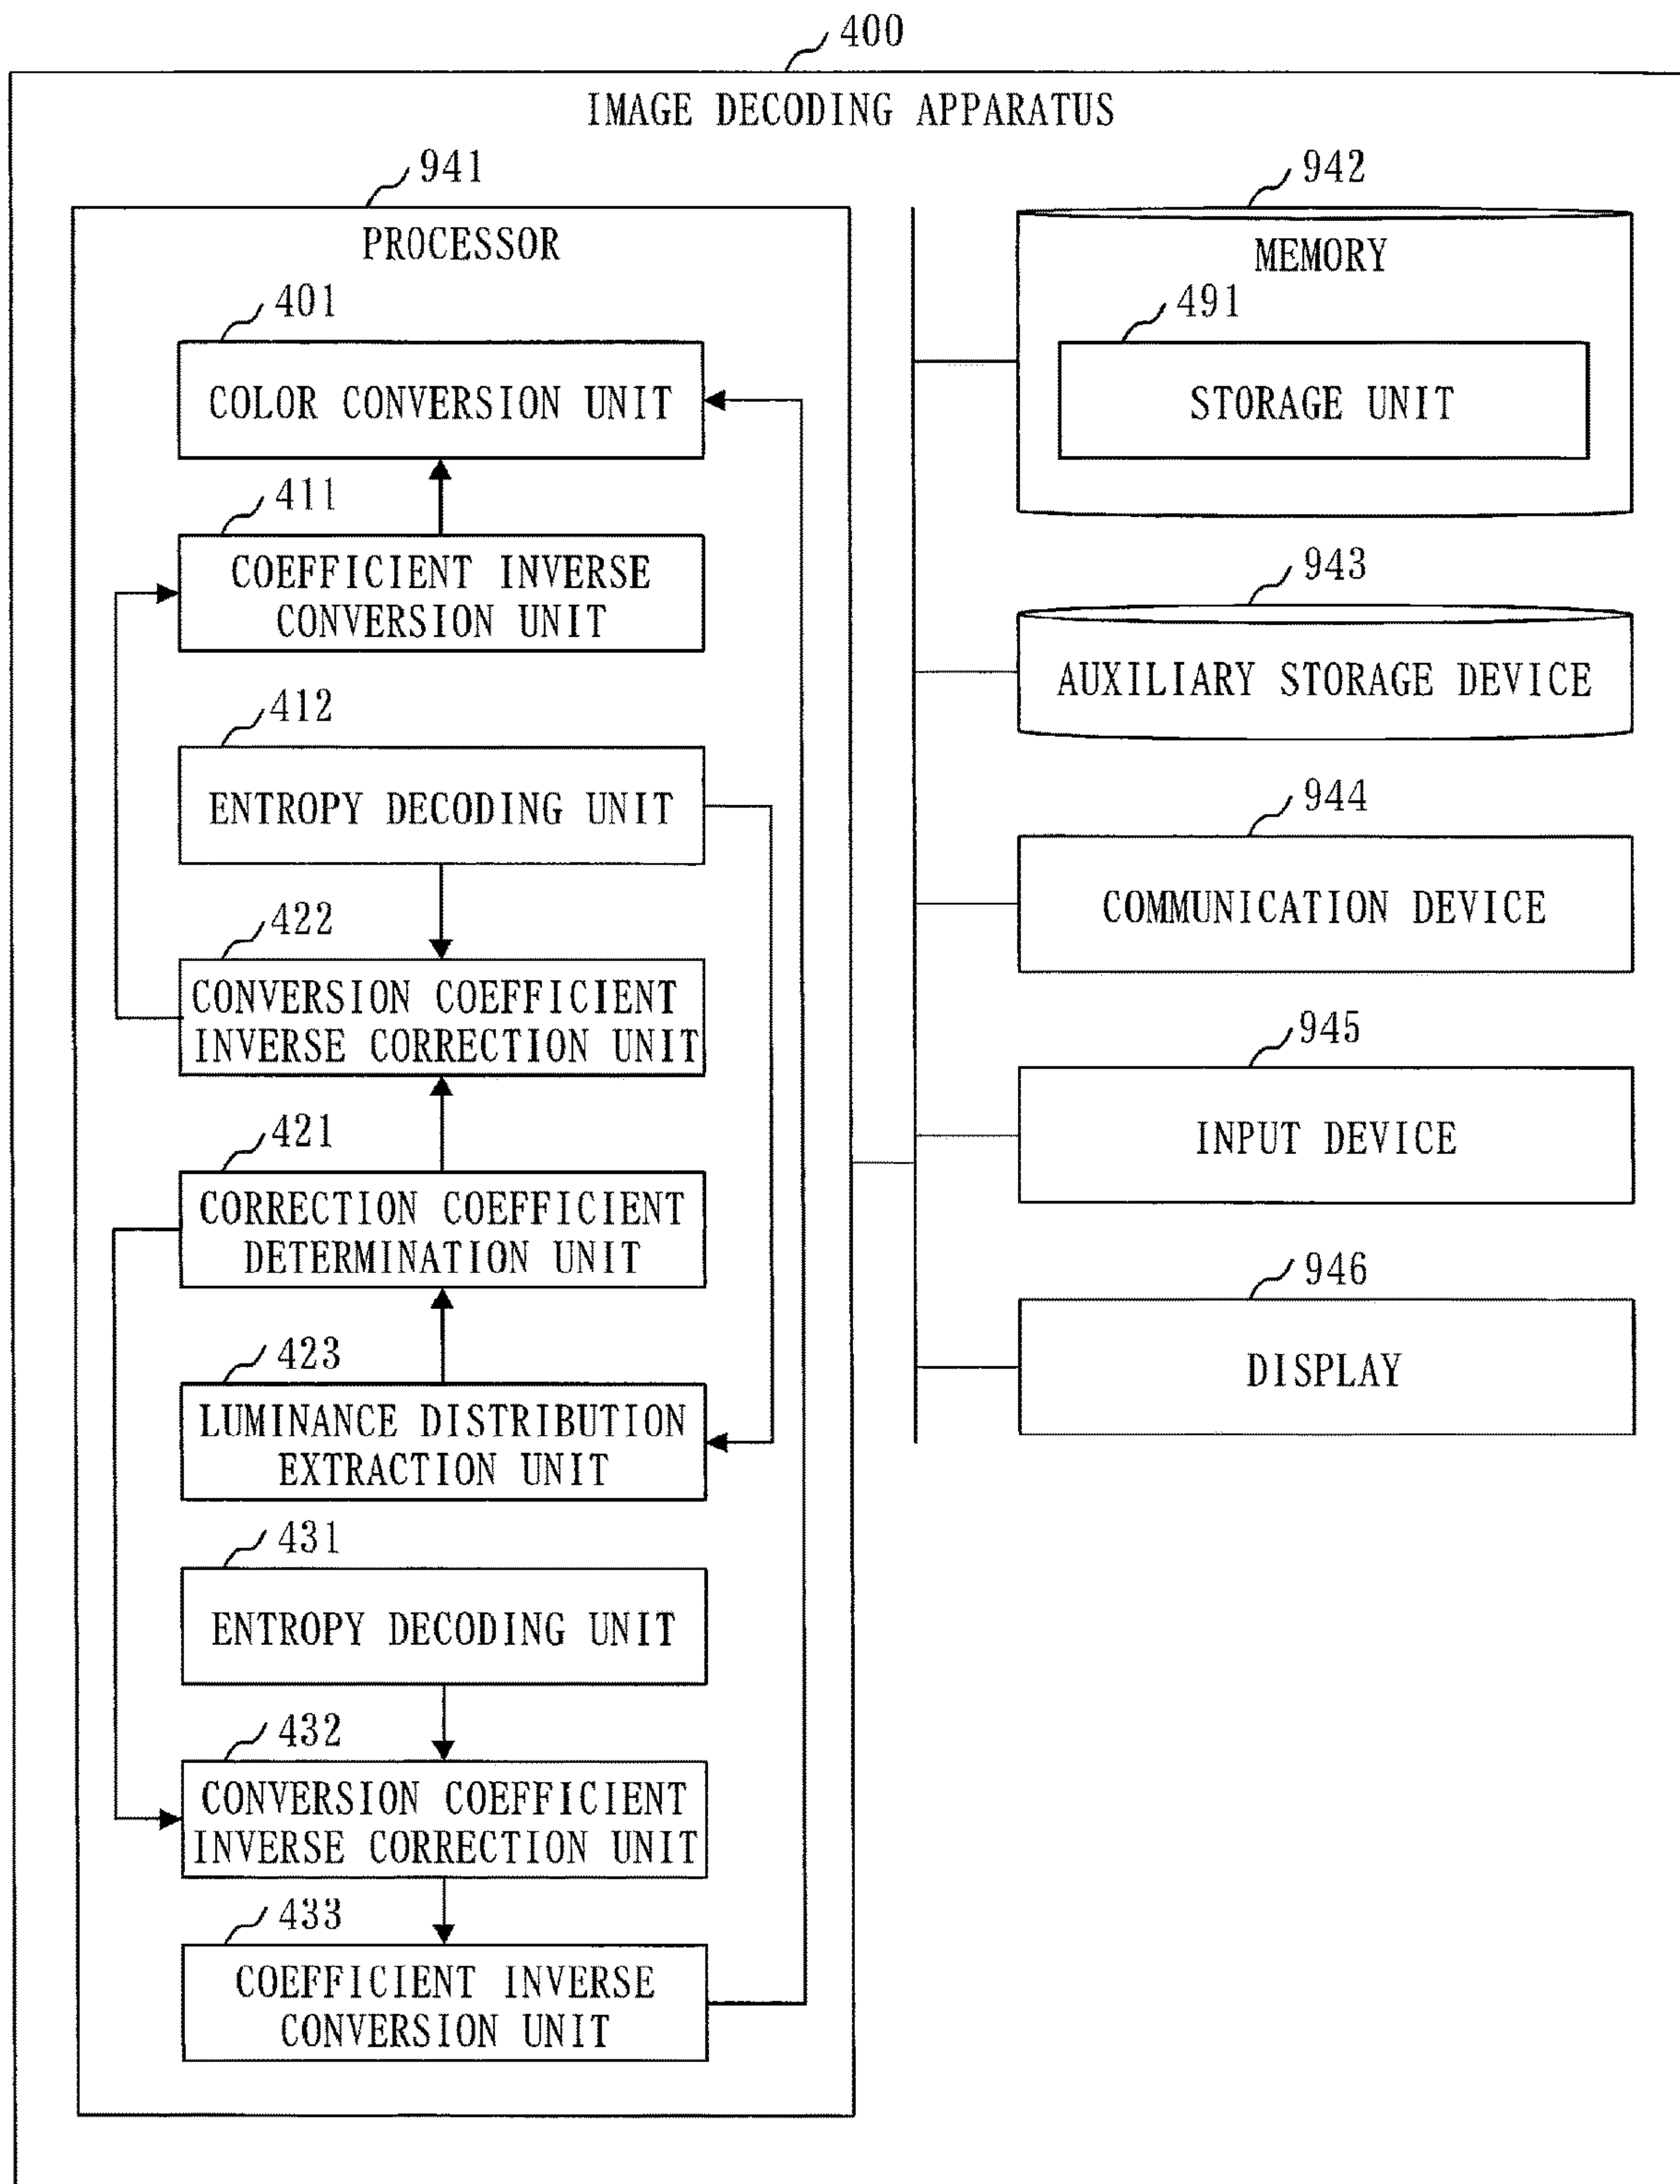 400
IMAGE DECODING APPARATUS
941
PROCESSOR
401
COLOR CONVERSION UNIT
411
COEFFICIENT INVERSE
CONVERSION UNIT
412
ENTROPY DECODING UNIT
422
CONVERSION COEFFICIENT
INVERSE CORRECTION UNIT
421
CORRECTION COEFFICIENT
DETERMINATION UNIT
423
LUMINANCE DISTRIBUTION
EXTRACTION UNIT
431
ENTROPY DECODING UNIT
432
CONVERSION COEFFICIENT
INVERSE CORRECTION UNIT
433
COEFFICIENT INVERSE
CONVERSION UNIT
942
MEMORY
491
STORAGE UNIT
943
AUXILIARY STORAGE DEVICE
944
COMMUNICATION DEVICE
945
INPUT DEVICE
946
DISPLAY